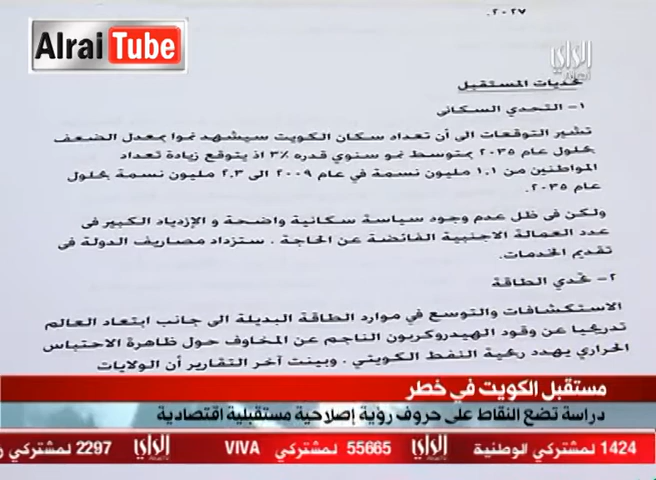 ٢٠٢٧.
Alrai Tube
الراي
تحديات المستقبل
١- التحدي السكاني
تشير التوقعات الى أن تعداد سكان الكويت سيشهد نموا بمعدل الضعف
بحلول عام ٢٠٣٥ بمتوسط نمو سنوي قدره ٣٪ اذ يتوقع زيادة تعداد
المواطنين من ١.١ مليون نسمة في عام ٢٠٠٩ الى ٢.٣ مليون نسمة بحلول
عام ٢٠٣٥.
ولكن في ظل عدم وجود سياسة سكانية واضحة و الإزدياد الكبير في
عدد العمالة الاجنبية الفائضة عن الحاجة . ستزداد مصاريف الدولة في
تقديم الخدمات.
٢- تحدي الطاقة
الاستكشافات والتوسع في موارد الطاقة البديلة الى جانب ابتعاد العالم
تدريجيا عن وقود الهيدروكربون الناجم عن المخاوف حول ظاهرة الاحتباس
الحراري يهدد ربحية النفط الكويتي . وبينت آخر التقارير أن الولايات
مستقبل الكويت في خطر
دراسة تضع النقاط على حروف رؤية إصلاحية مستقبلية اقتصادية
1424 لمشتركي الوطنية الراي 55665 لمشتركي VIVA الراي 2297 لمشتركي